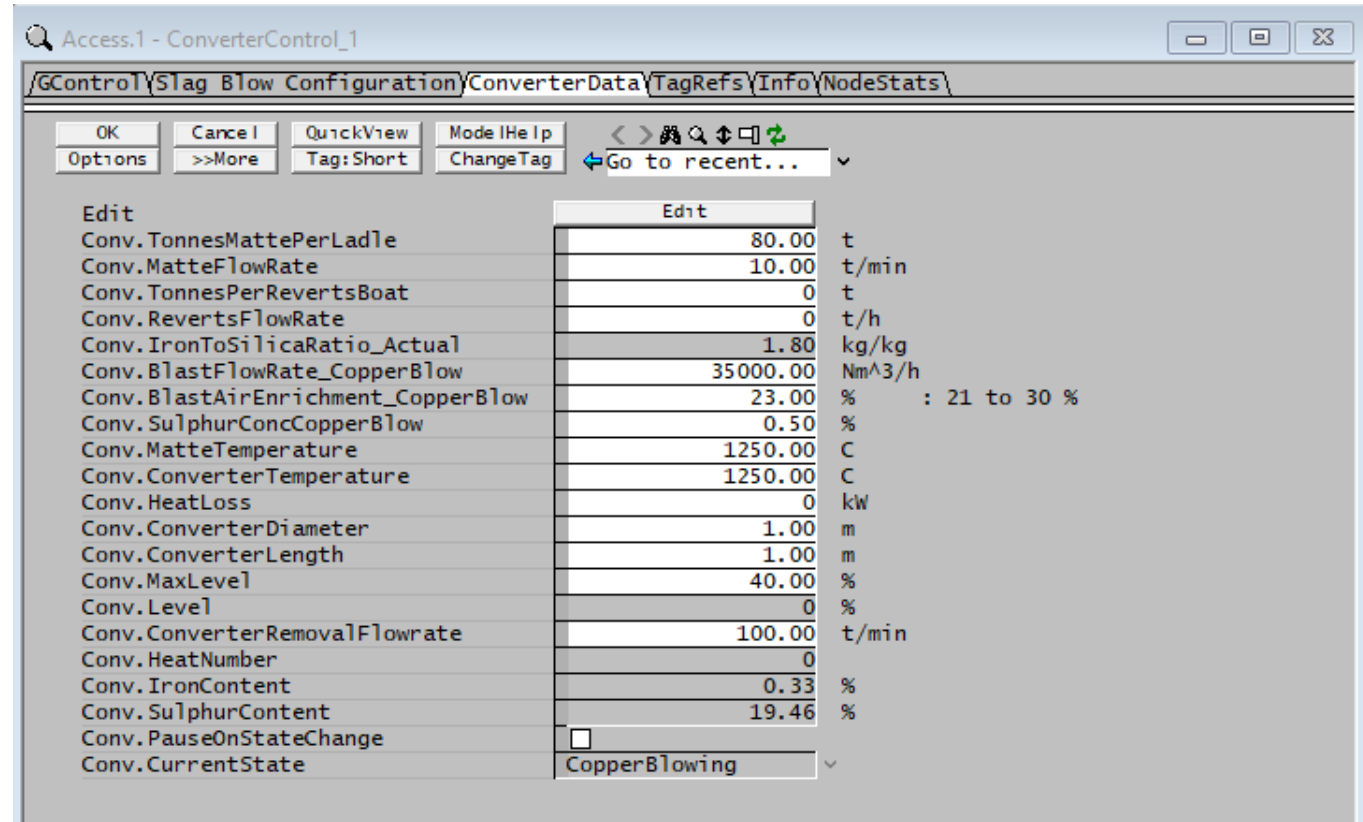 Access.1 - ConverterControl_1
GControl Slag Blow Configuration ConverterData TagRefs Info NodeStats
OK Cancel QuickView ModelHelp
Options >>More Tag:Short ChangeTag Go to recent...
Edit Edit
Conv.TonnesMattePerLadle 80.00 t
Conv.MatteFlowRate 10.00 t/min
Conv.TonnesPerRevertsBoat 0 t
Conv.RevertsFlowRate 0 t/h
Conv.IronToSilicaRatio_Actual 1.80 kg/kg
Conv.BlastFlowRate_CopperBlow 35000.00 Nm^3/h
Conv.BlastAirEnrichment_CopperBlow 23.00 % : 21 to 30 %
Conv.SulphurConcCopperBlow 0.50 %
Conv.MatteTemperature 1250.00 C
Conv.ConverterTemperature 1250.00 C
Conv.HeatLoss 0 kW
Conv.ConverterDiameter 1.00 m
Conv.ConverterLength 1.00 m
Conv.MaxLevel 40.00 %
Conv.Level 0 %
Conv.ConverterRemovalFlowrate 100.00 t/min
Conv.HeatNumber 0
Conv.IronContent 0.33 %
Conv.SulphurContent 19.46 %
Conv.PauseOnStateChange
Conv.CurrentState CopperBlowing